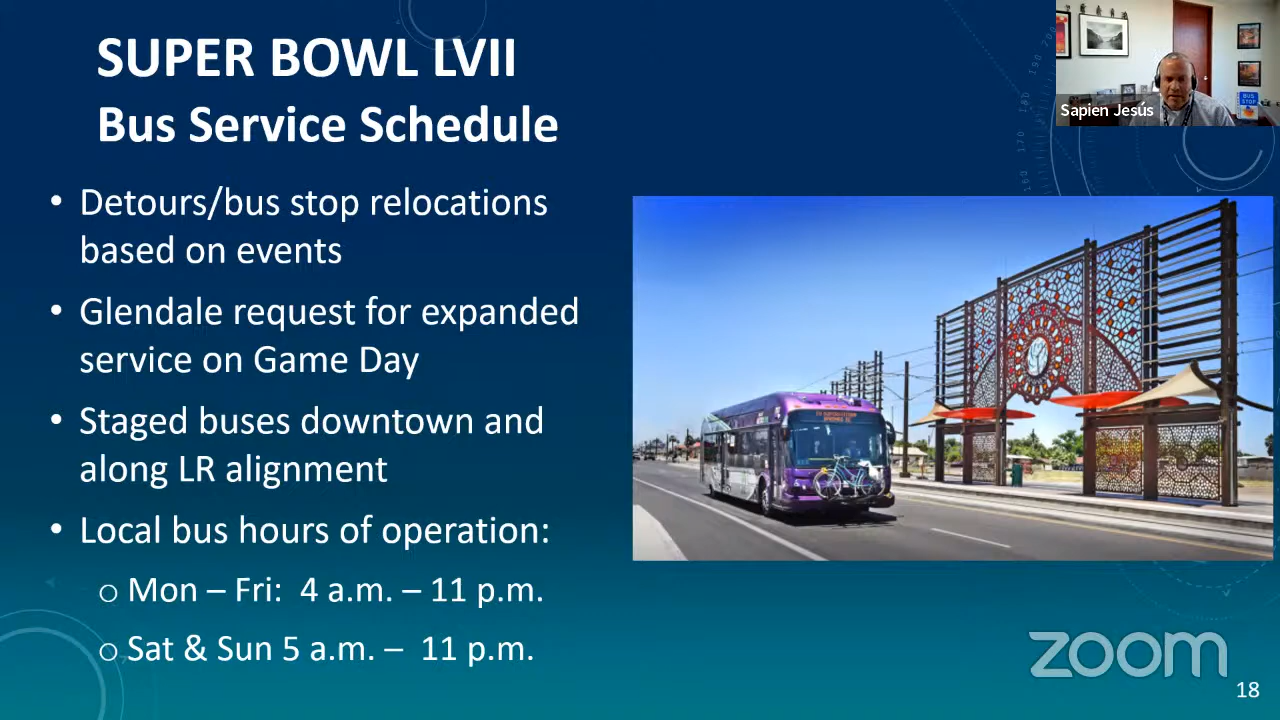 SUPER BOWL LVII
Bus Service Schedule
Sapien Jesús
BUS
STOP
• Detours/bus stop relocations
based on events
• Glendale request for expanded
service on Game Day
• Staged buses downtown and
along LR alignment
• Local bus hours of operation:
o Mon – Fri: 4 a.m. – 11 p.m.
o Sat & Sun 5 a.m. – 11 p.m.
zoom
18